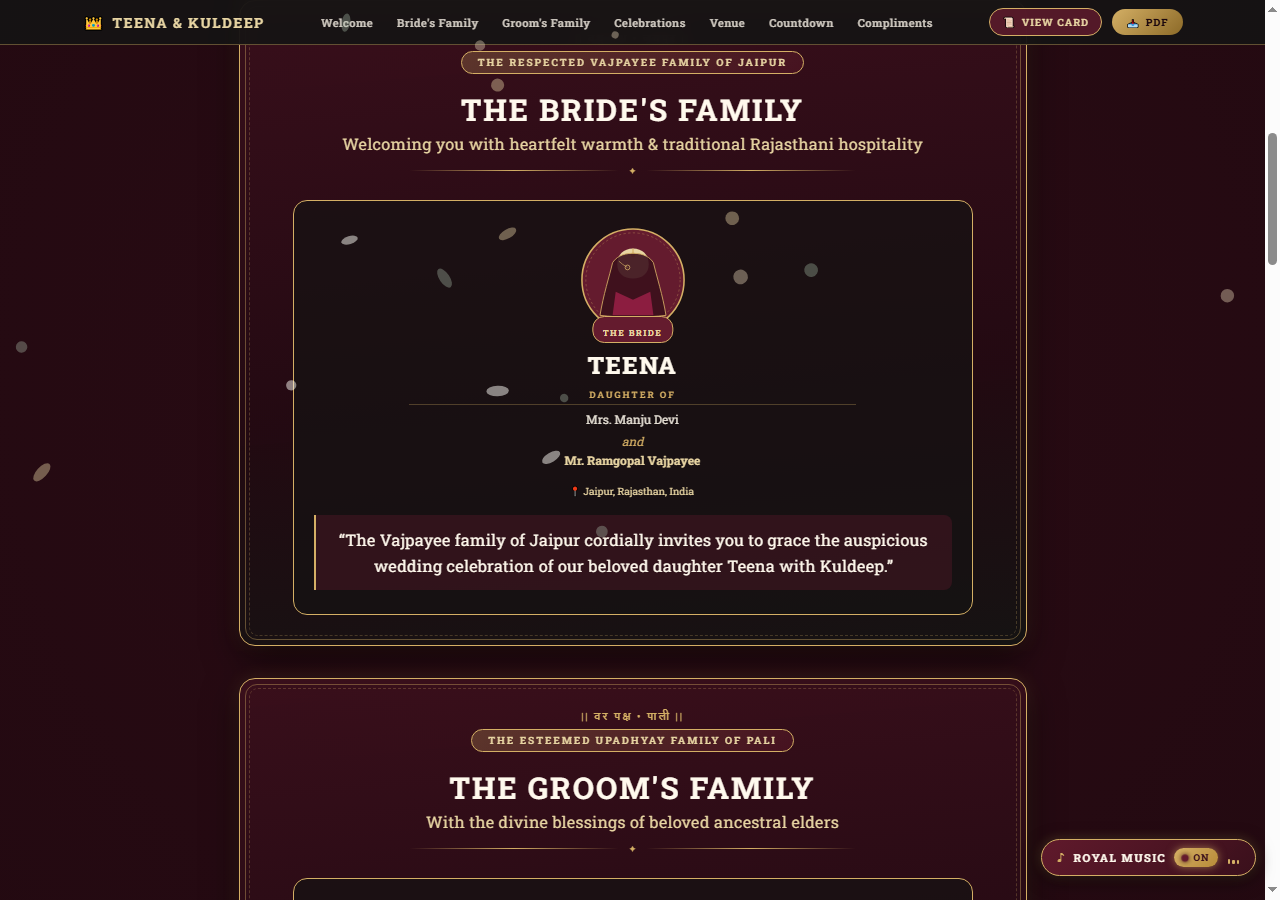 TEENA & KULDEEP
Welcome Bride's Family Groom's Family Celebrations Venue Countdown Compliments
VIEW CARD
PDF
THE RESPECTED VAJPAYEE FAMILY OF JAIPUR
THE BRIDE'S FAMILY
Welcoming you with heartfelt warmth & traditional Rajasthani hospitality
THE BRIDE
TEENA
DAUGHTER OF
Mrs. Manju Devi
and
Mr. Ramgopal Vajpayee
Jaipur, Rajasthan, India
“The Vajpayee family of Jaipur cordially invites you to grace the auspicious
wedding celebration of our beloved daughter Teena with Kuldeep.”
|| वर पक्ष • पाली ||
THE ESTEEMED UPADHYAY FAMILY OF PALI
THE GROOM'S FAMILY
With the divine blessings of beloved ancestral elders
ROYAL MUSIC ON